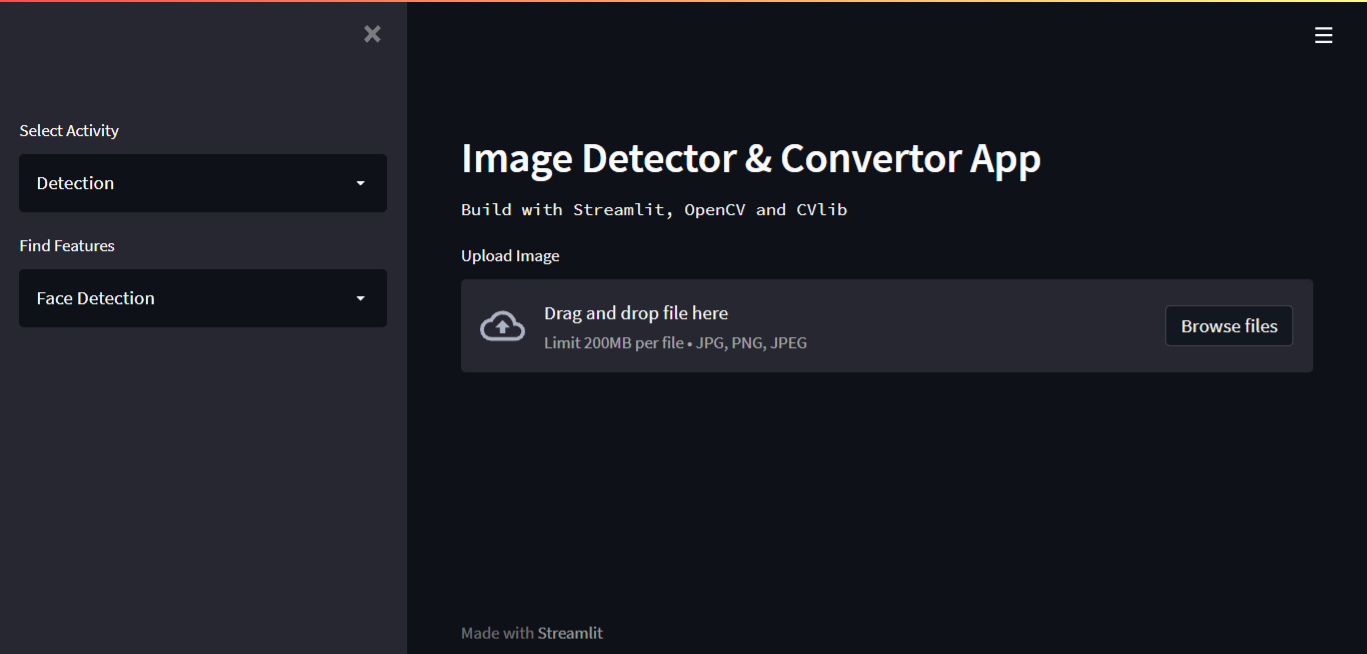 Select Activity
Detection
Find Features
Face Detection
Image Detector & Convertor App
Build with Streamlit, OpenCV and CVlib
Upload Image
Drag and drop file here
Limit 200MB per file • JPG, PNG, JPEG
Browse files
Made with Streamlit